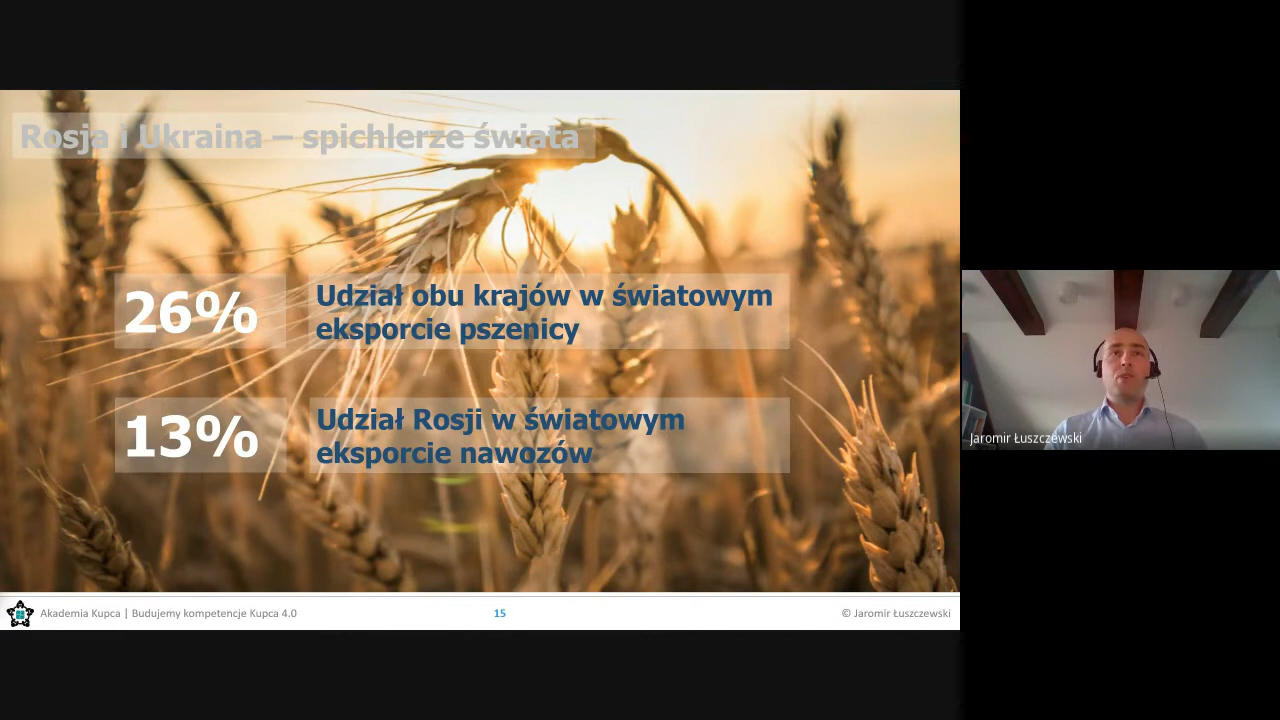 Rosja i Ukraina – spichlerze świata
26%
Udział obu krajów w światowym
eksporcie pszenicy
13%
Udział Rosji w światowym
eksporcie nawozów
Akademia Kupca | Budujemy kompetencje Kupca 4.0
15
© Jaromir Łuszczewski
Jaromir Łuszczewski